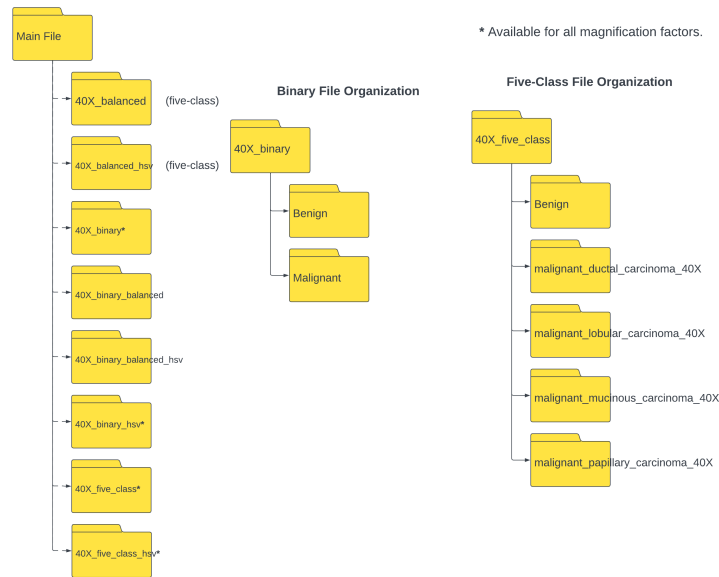 Main File
* Available for all magnification factors.
40X_balanced (five-class)
40X_balanced_hsv (five-class)
40X_binary*
40X_binary_balanced
40X_binary_balanced_hsv
40X_binary_hsv*
40X_five_class*
40X_five_class_hsv*
Binary File Organization
40X_binary
Benign
Malignant
Five-Class File Organization
40X_five_class
Benign
malignant_ductal_carcinoma_40X
malignant_lobular_carcinoma_40X
malignant_mucinous_carcinoma_40X
malignant_papillary_carcinoma_40X